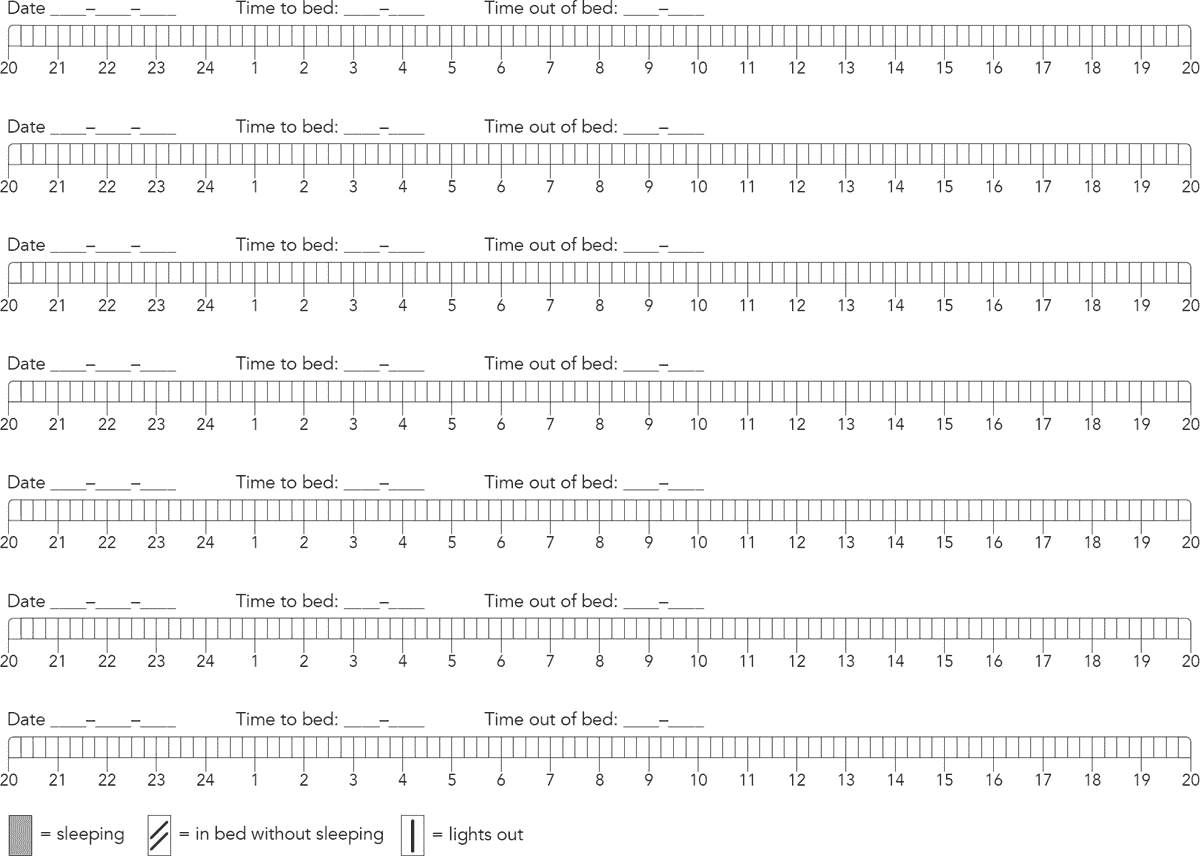 Date ____–____–____ Time to bed: ____–____ Time out of bed: ____–____
20 21 22 23 24 1 2 3 4 5 6 7 8 9 10 11 12 13 14 15 16 17 18 19 20
Date ____–____–____ Time to bed: ____–____ Time out of bed: ____–____
20 21 22 23 24 1 2 3 4 5 6 7 8 9 10 11 12 13 14 15 16 17 18 19 20
Date ____–____–____ Time to bed: ____–____ Time out of bed: ____–____
20 21 22 23 24 1 2 3 4 5 6 7 8 9 10 11 12 13 14 15 16 17 18 19 20
Date ____–____–____ Time to bed: ____–____ Time out of bed: ____–____
20 21 22 23 24 1 2 3 4 5 6 7 8 9 10 11 12 13 14 15 16 17 18 19 20
Date ____–____–____ Time to bed: ____–____ Time out of bed: ____–____
20 21 22 23 24 1 2 3 4 5 6 7 8 9 10 11 12 13 14 15 16 17 18 19 20
Date ____–____–____ Time to bed: ____–____ Time out of bed: ____–____
20 21 22 23 24 1 2 3 4 5 6 7 8 9 10 11 12 13 14 15 16 17 18 19 20
Date ____–____–____ Time to bed: ____–____ Time out of bed: ____–____
20 21 22 23 24 1 2 3 4 5 6 7 8 9 10 11 12 13 14 15 16 17 18 19 20
= sleeping = in bed without sleeping = lights out